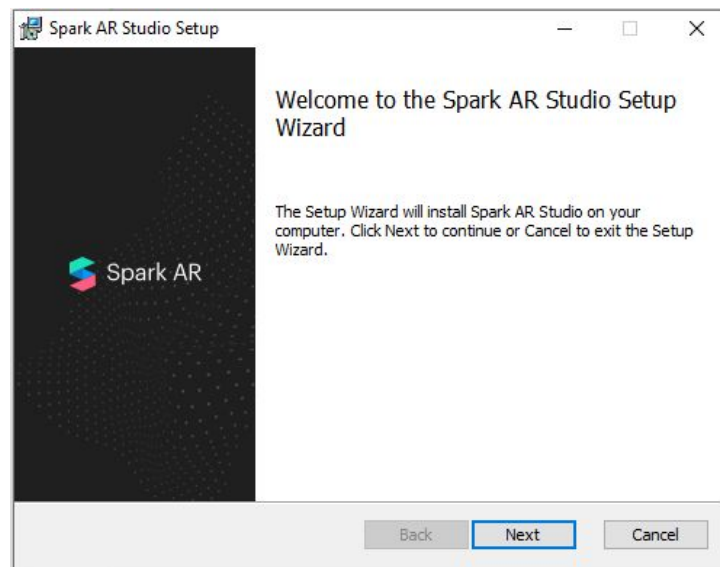 Spark AR Studio Setup
Welcome to the Spark AR Studio Setup
Wizard
The Setup Wizard will install Spark AR Studio on your
computer. Click Next to continue or Cancel to exit the Setup
Wizard.
Spark AR
Back Next Cancel